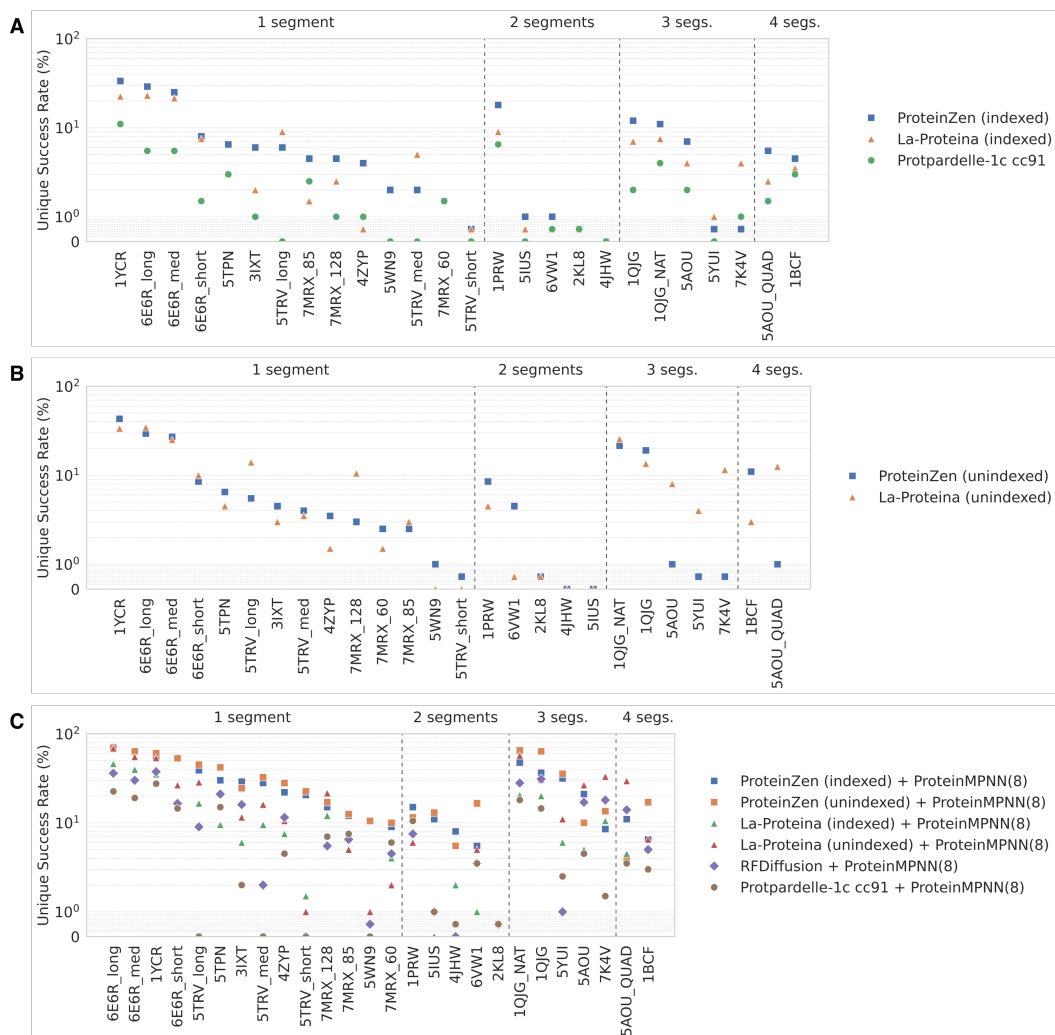 A
1 segment
2 segments
3 segs.
4 segs.
Unique Success Rate (%)
10²
10¹
10⁰
0
1YCR
6E6R_long
6E6R_med
6E6R_short
5TPN
3IXT
5TRV_long
7MRX_85
7MRX_128
4ZYP
5WN9
5TRV_med
7MRX_60
5TRV_short
1PRW
5IUS
6VW1
2KL8
4JHW
1QJG
1QJG_NAT
5AOU
5YUI
7K4V
5AOU_QUAD
1BCF
ProteinZen (indexed)
La-Proteina (indexed)
Protpardelle-1c cc91
B
1 segment
2 segments
3 segs.
4 segs.
Unique Success Rate (%)
10²
10¹
10⁰
0
1YCR
6E6R_long
6E6R_med
6E6R_short
5TPN
5TRV_long
3IXT
5TRV_med
4ZYP
7MRX_128
7MRX_60
7MRX_85
5WN9
5TRV_short
1PRW
6VW1
2KL8
4JHW
5IUS
1QJG_NAT
1QJG
5AOU
5YUI
7K4V
1BCF
5AOU_QUAD
ProteinZen (unindexed)
La-Proteina (unindexed)
C
1 segment
2 segments
3 segs.
4 segs.
Unique Success Rate (%)
10²
10¹
10⁰
0
6E6R_long
6E6R_med
1YCR
6E6R_short
5TRV_long
5TPN
3IXT
5TRV_med
4ZYP
5TRV_short
7MRX_128
7MRX_85
5WN9
7MRX_60
1PRW
5IUS
4JHW
6VW1
2KL8
1QJG_NAT
1QJG
5YUI
5AOU
7K4V
5AOU_QUAD
1BCF
ProteinZen (indexed) + ProteinMPNN(8)
ProteinZen (unindexed) + ProteinMPNN(8)
La-Proteina (indexed) + ProteinMPNN(8)
La-Proteina (unindexed) + ProteinMPNN(8)
RFDiffusion + ProteinMPNN(8)
Protpardelle-1c cc91 + ProteinMPNN(8)